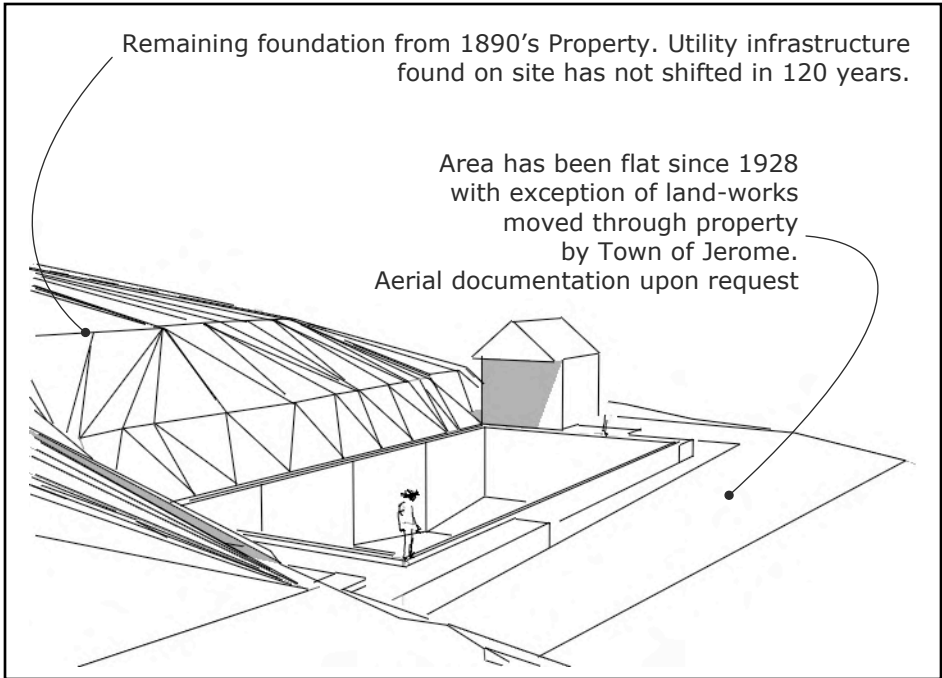 Remaining foundation from 1890’s Property. Utility infrastructure
found on site has not shifted in 120 years.
Area has been flat since 1928
with exception of land-works
moved through property
by Town of Jerome.
Aerial documentation upon request